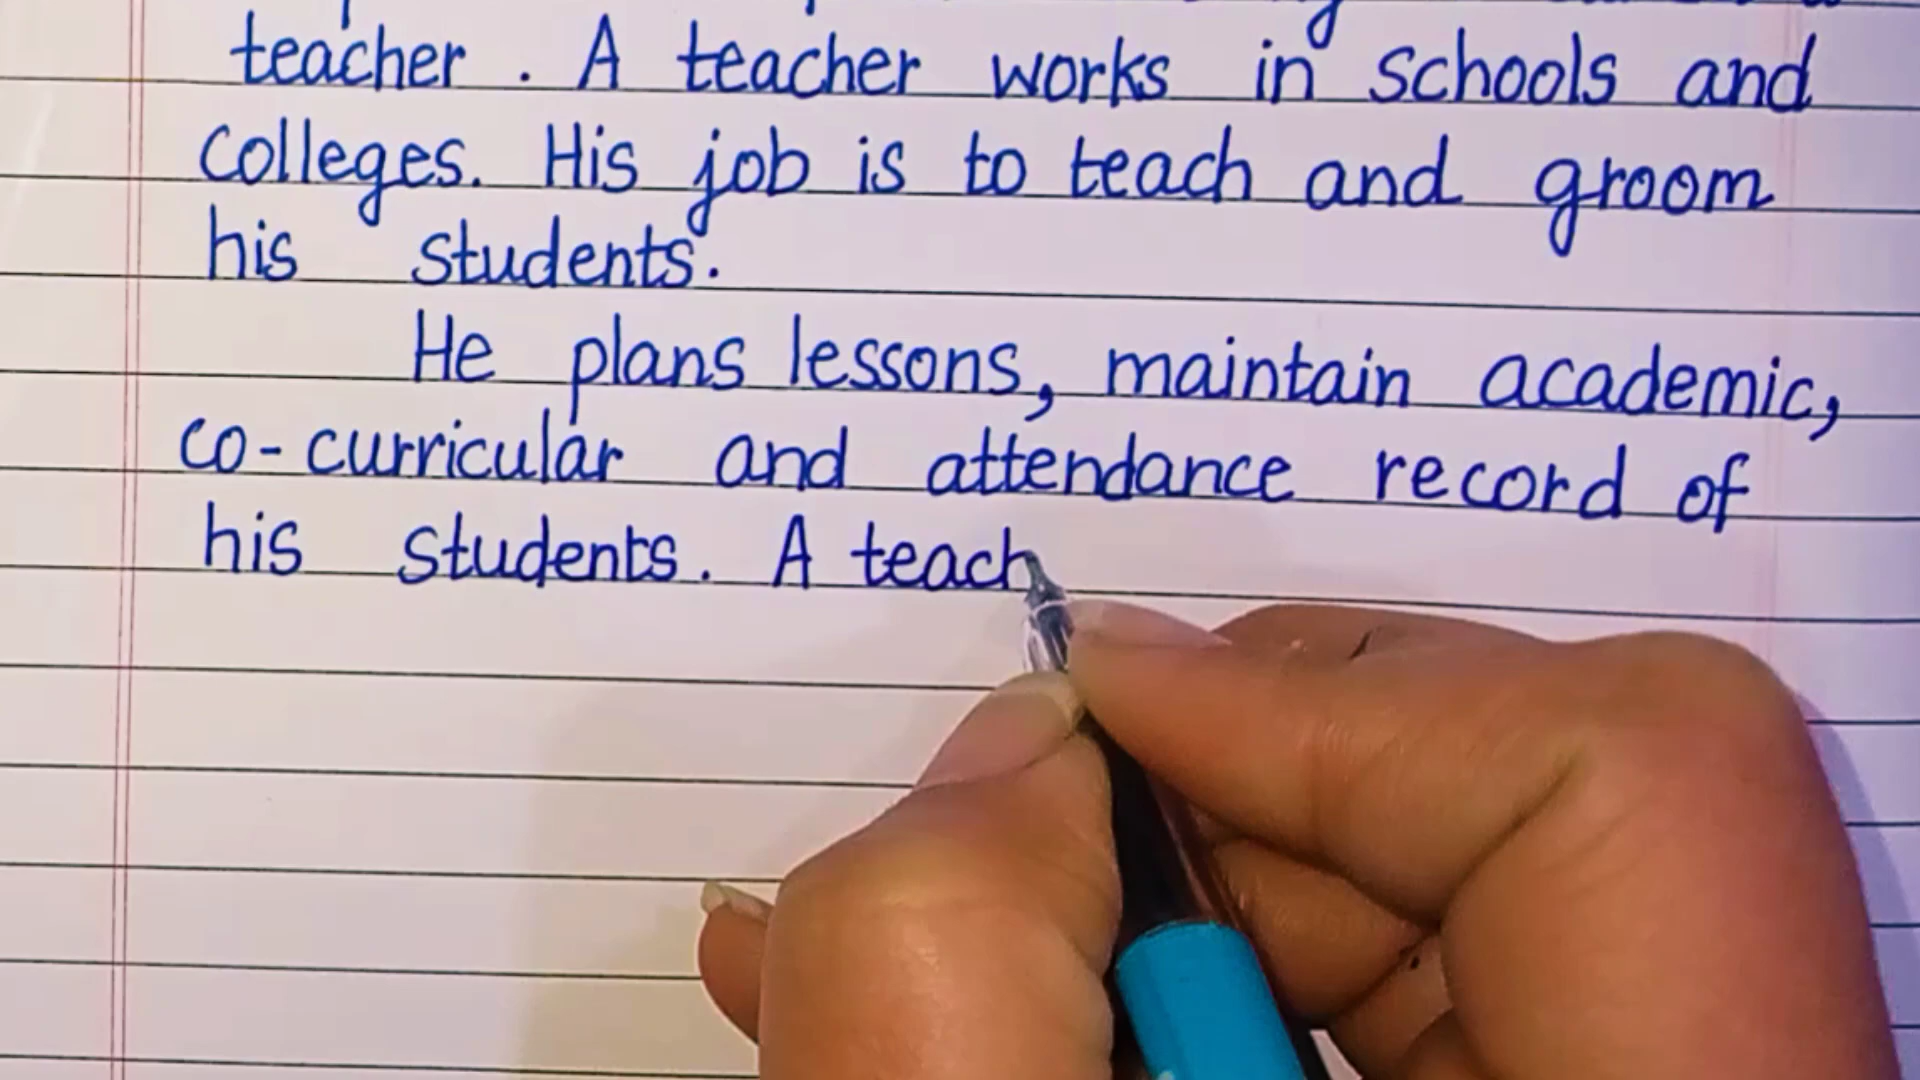 teacher. A teacher works in schools and
colleges. His job is to teach and groom
his students.
He plans lessons, maintain academic,
co-curricular and attendance record of
his students. A teach